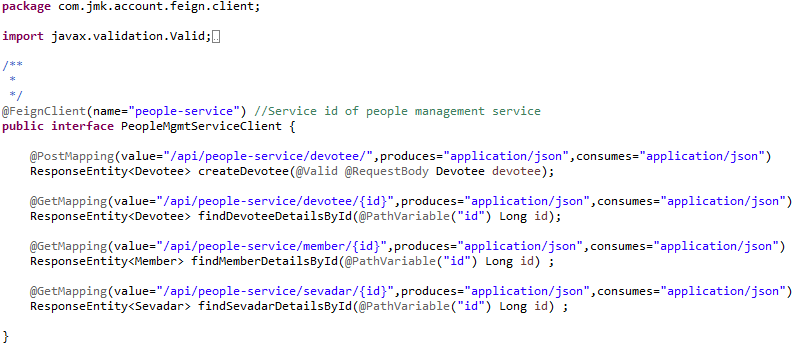 package com.jmk.account.feign.client;
import javax.validation.Valid;
/**
*
*/
@FeignClient(name="people-service") //Service id of people management service
public interface PeopleMgmtServiceClient {
@PostMapping(value="/api/people-service/devotee/",produces="application/json",consumes="application/json")
ResponseEntity<Devotee> createDevotee(@Valid @RequestBody Devotee devotee);
@GetMapping(value="/api/people-service/devotee/{id}",produces="application/json",consumes="application/json")
ResponseEntity<Devotee> findDevoteeDetailsById(@PathVariable("id") Long id);
@GetMapping(value="/api/people-service/member/{id}",produces="application/json",consumes="application/json")
ResponseEntity<Member> findMemberDetailsById(@PathVariable("id") Long id) ;
@GetMapping(value="/api/people-service/sevadar/{id}",produces="application/json",consumes="application/json")
ResponseEntity<Sevadar> findSevadarDetailsById(@PathVariable("id") Long id) ;
}